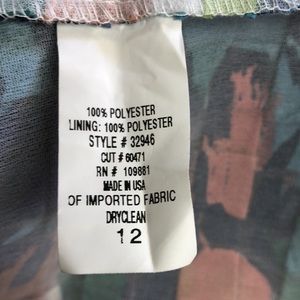 100% POLYESTER
LINING: 100% POLYESTER
STYLE # 32946
CUT # 60471
RN # 109881
MADE IN USA
OF IMPORTED FABRIC
DRYCLEAN
12